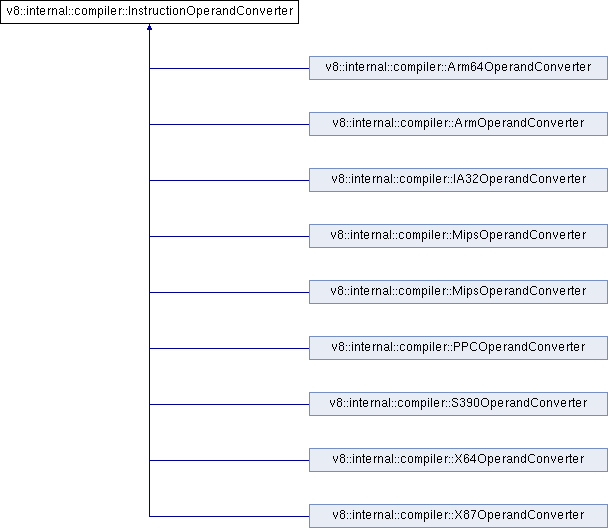 v8::internal::compiler::InstructionOperandConverter
v8::internal::compiler::Arm64OperandConverter
v8::internal::compiler::ArmOperandConverter
v8::internal::compiler::IA32OperandConverter
v8::internal::compiler::MipsOperandConverter
v8::internal::compiler::MipsOperandConverter
v8::internal::compiler::PPCOperandConverter
v8::internal::compiler::S390OperandConverter
v8::internal::compiler::X64OperandConverter
v8::internal::compiler::X87OperandConverter